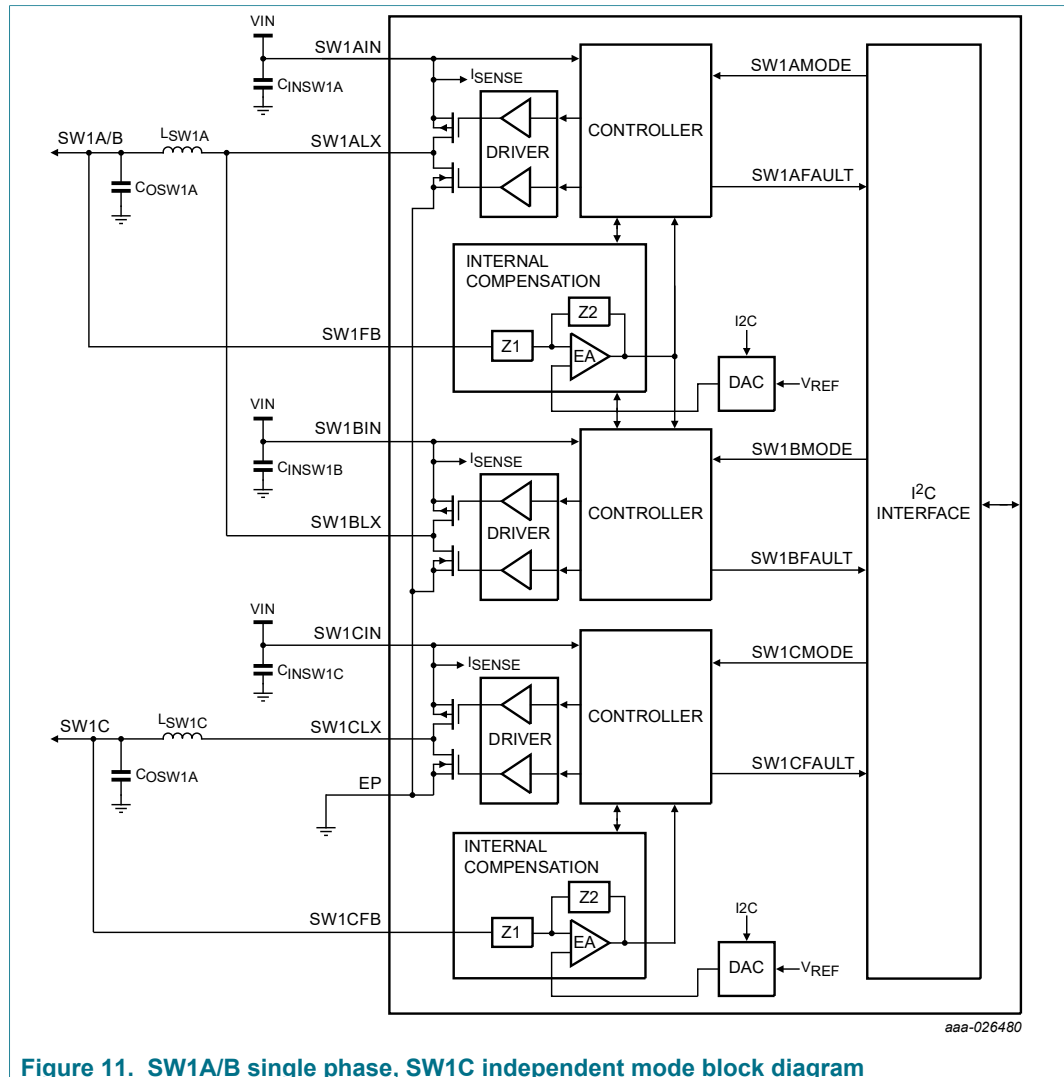 VIN
SW1AIN
CINSW1A
ISENSE
SW1AMODE
CONTROLLER
DRIVER
SW1A/B
LSW1A
SW1ALX
COSW1A
SW1AFAULT
INTERNAL
COMPENSATION
Z2
SW1FB
Z1
EA
I2C
DAC
VREF
VIN
SW1BIN
CINSW1B
ISENSE
SW1BMODE
CONTROLLER
DRIVER
SW1BLX
SW1BFAULT
I2C
INTERFACE
VIN
SW1CIN
CINSW1C
ISENSE
SW1CMODE
CONTROLLER
DRIVER
SW1C
LSW1C
SW1CLX
COSW1A
SW1CFAULT
EP
INTERNAL
COMPENSATION
Z2
SW1CFB
Z1
EA
I2C
DAC
VREF
aaa-026480
Figure 11. SW1A/B single phase, SW1C independent mode block diagram